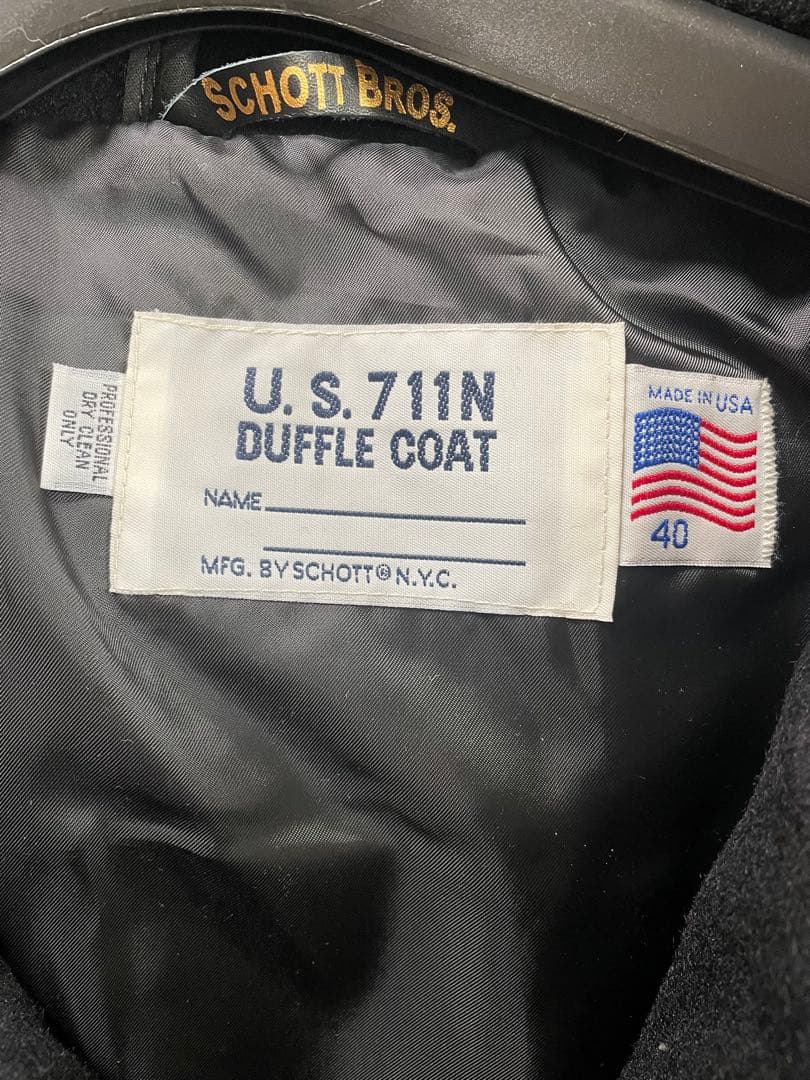 SCHOTT BROS.
U. S. 711N
DUFFLE COAT
NAME
MFG. BY SCHOTT® N.Y.C.
PROFESSIONAL
DRY CLEAN
ONLY
MADE IN USA
40